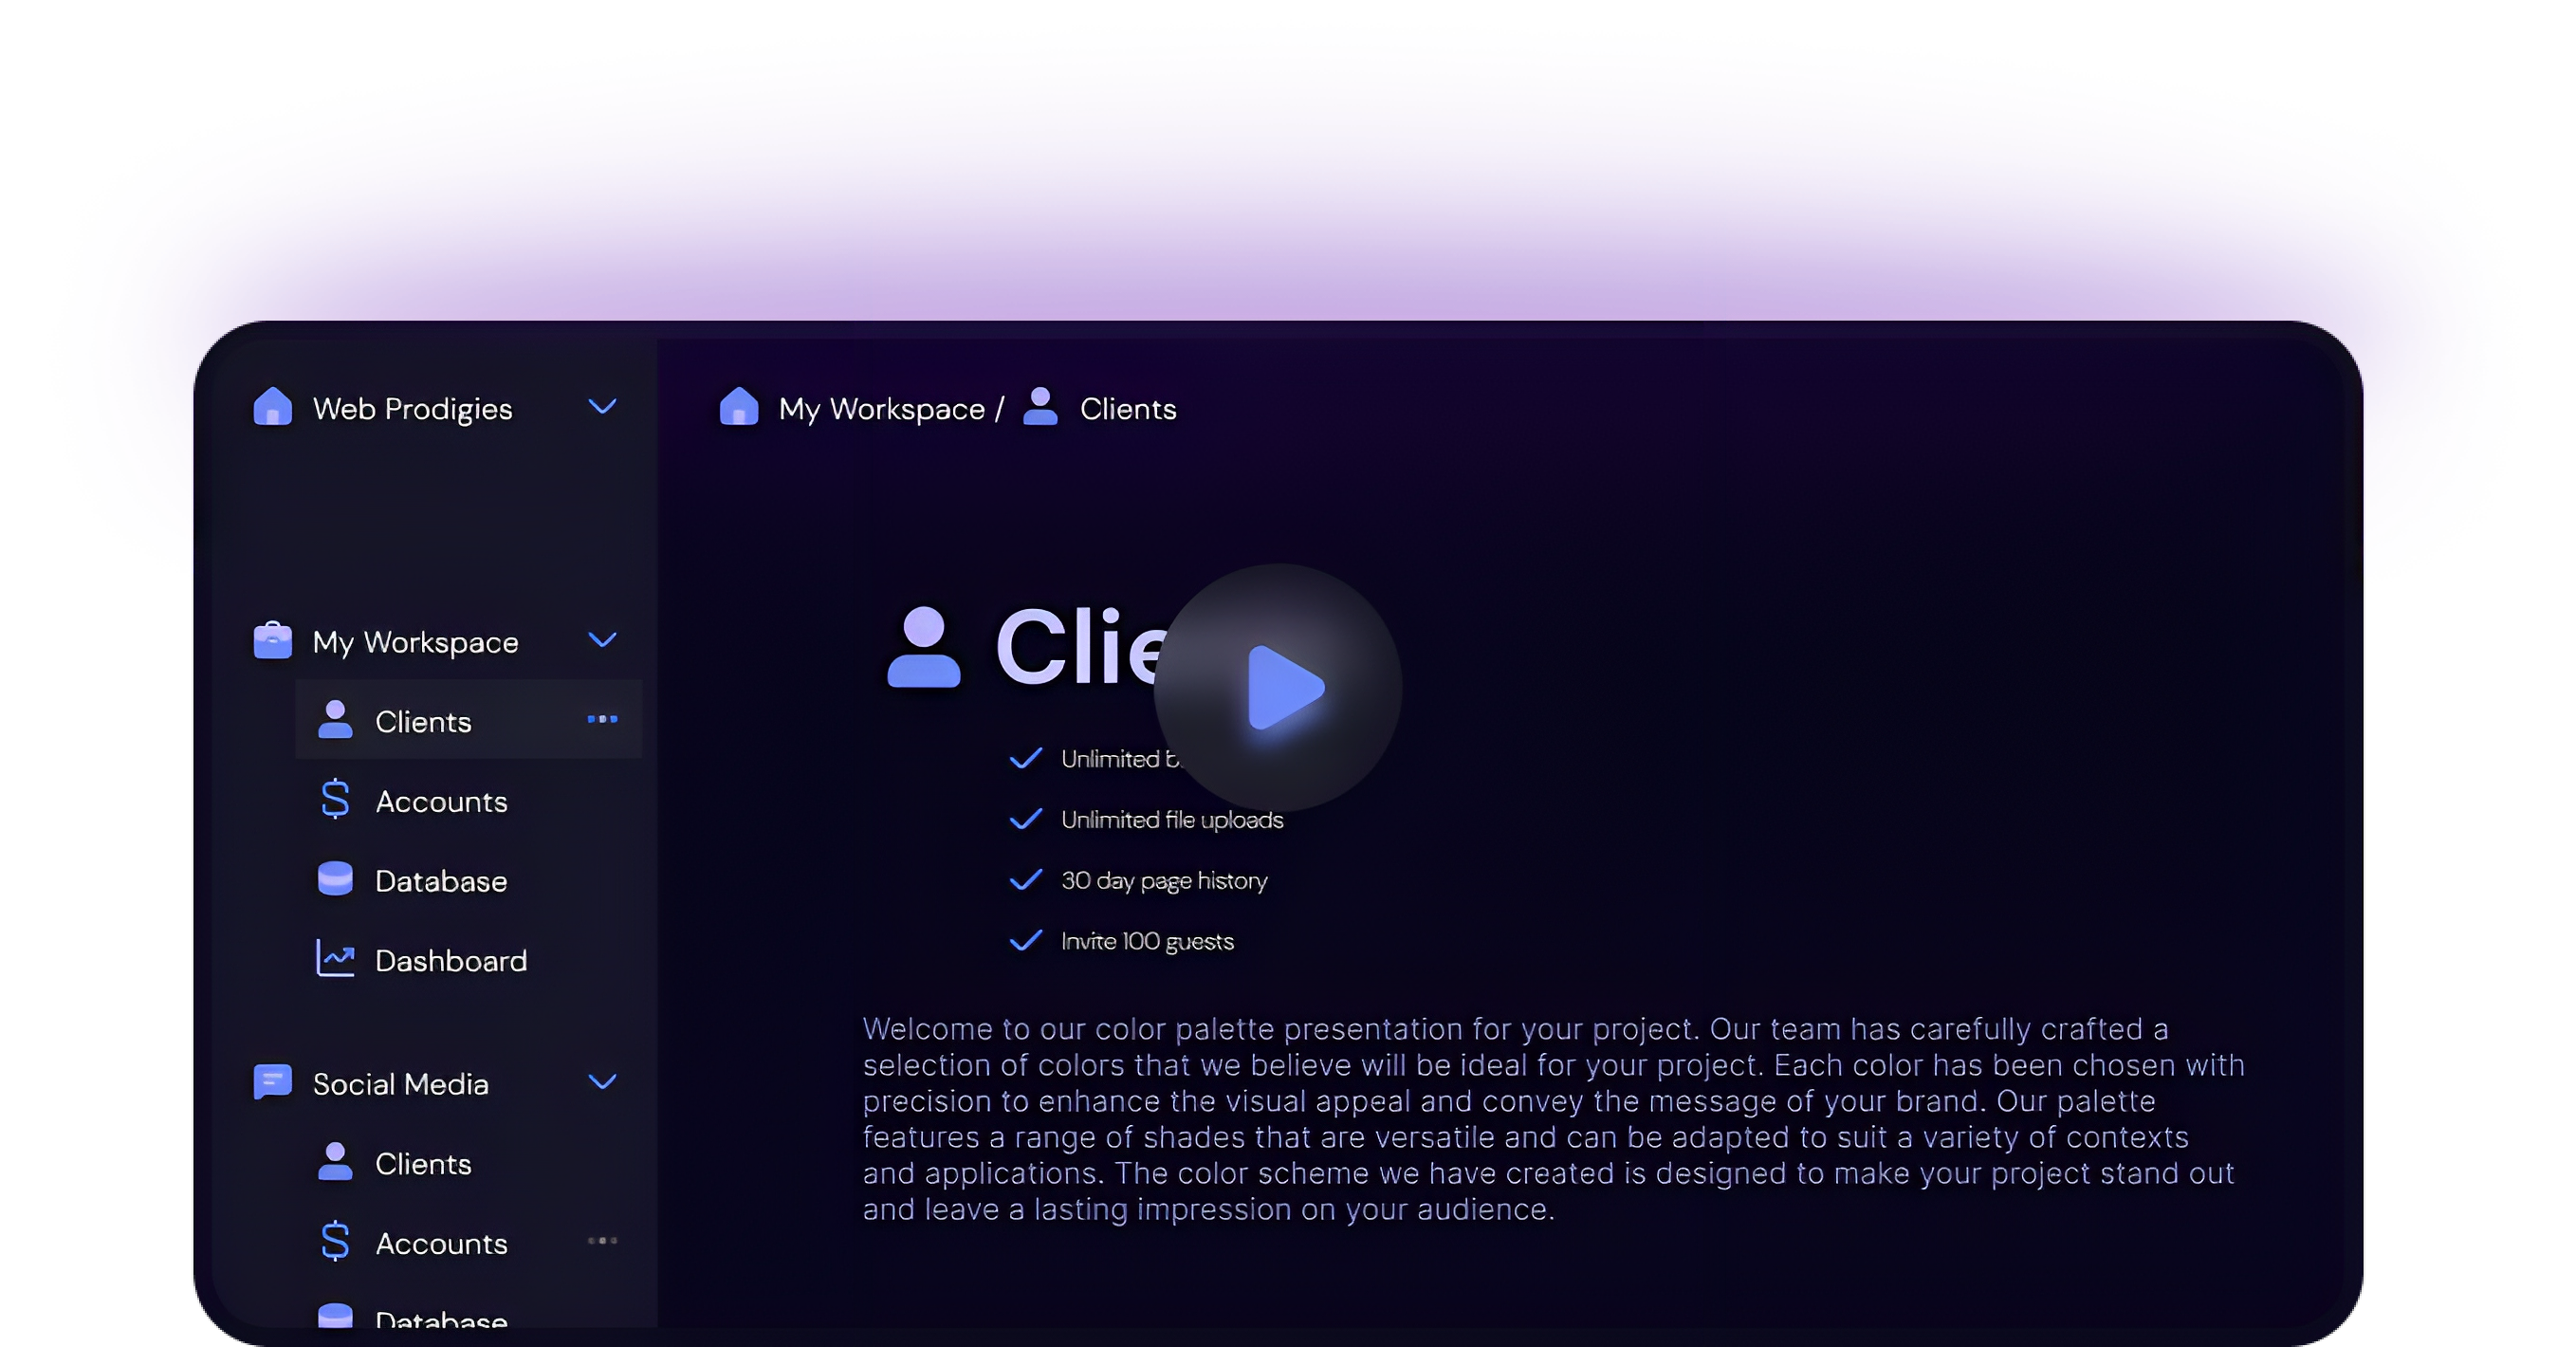 Web Prodigies
My Workspace / Clients
My Workspace
Clients
Accounts
Database
Dashboard
Social Media
Clients
Accounts
Database
Unlimited
Unlimited file uploads
30 day page history
Invite 100 guests
Welcome to our color palette presentation for your project. Our team has carefully crafted a
selection of colors that we believe will be ideal for your project. Each color has been chosen with
precision to enhance the visual appeal and convey the message of your brand. Our palette
features a range of shades that are versatile and can be adapted to suit a variety of contexts
and applications. The color scheme we have created is designed to make your project stand out
and leave a lasting impression on your audience.